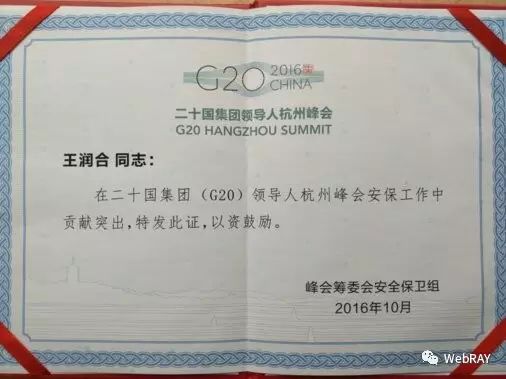 G20 2016 CHINA
二十国集团领导人杭州峰会
G20 HANGZHOU SUMMIT
王润合 同志：
在二十国集团（G20）领导人杭州峰会安保工作中
贡献突出，特发此证，以资鼓励。
峰会筹委会安全保卫组
2016年10月
WebRAY